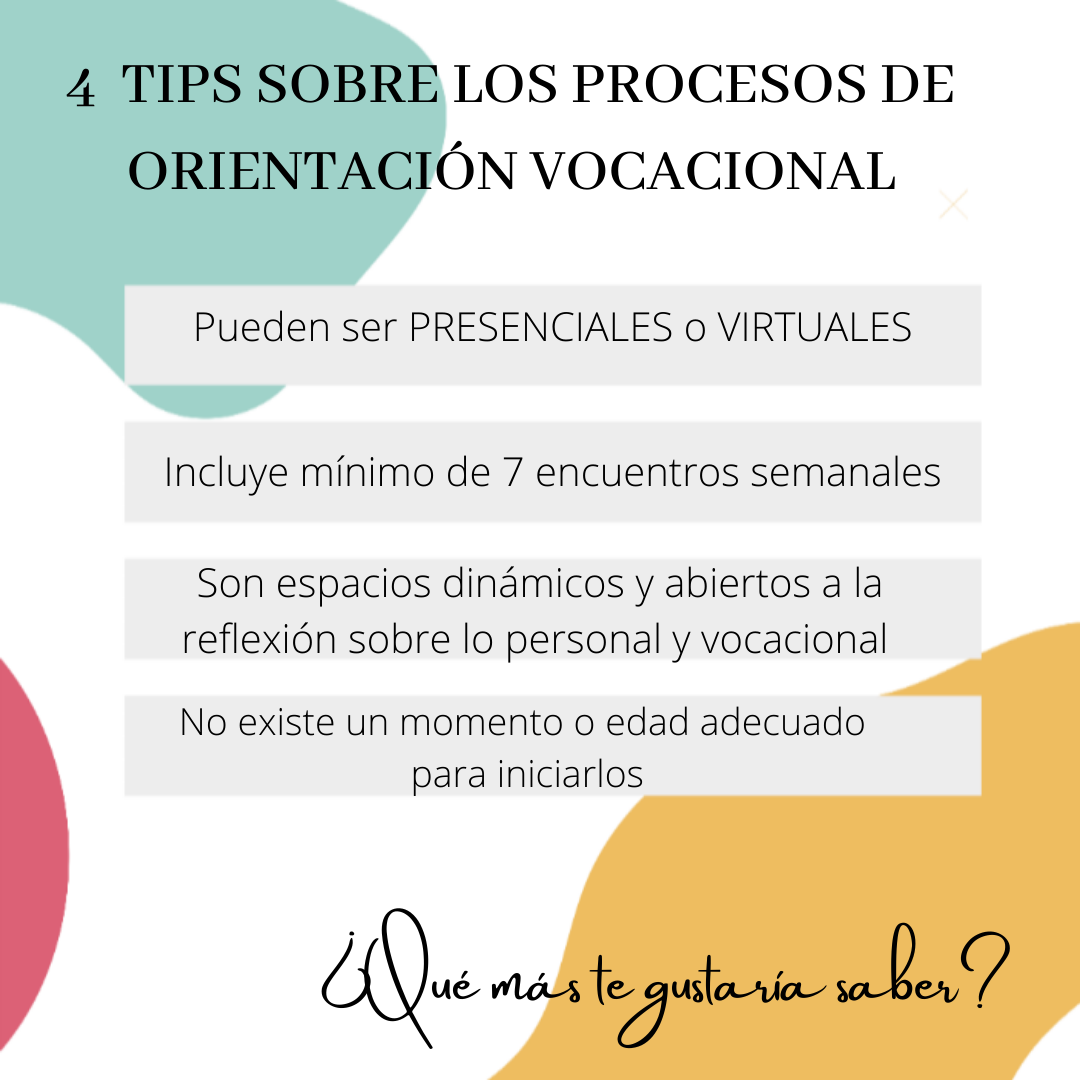 4 TIPS SOBRE LOS PROCESOS DE
ORIENTACIÓN VOCACIONAL
Pueden ser PRESENCIALES o VIRTUALES
Incluye mínimo de 7 encuentros semanales
Son espacios dinámicos y abiertos a la
reflexión sobre lo personal y vocacional
No existe un momento o edad adecuado
para iniciarlos
¿Qué más te gustaría saber?